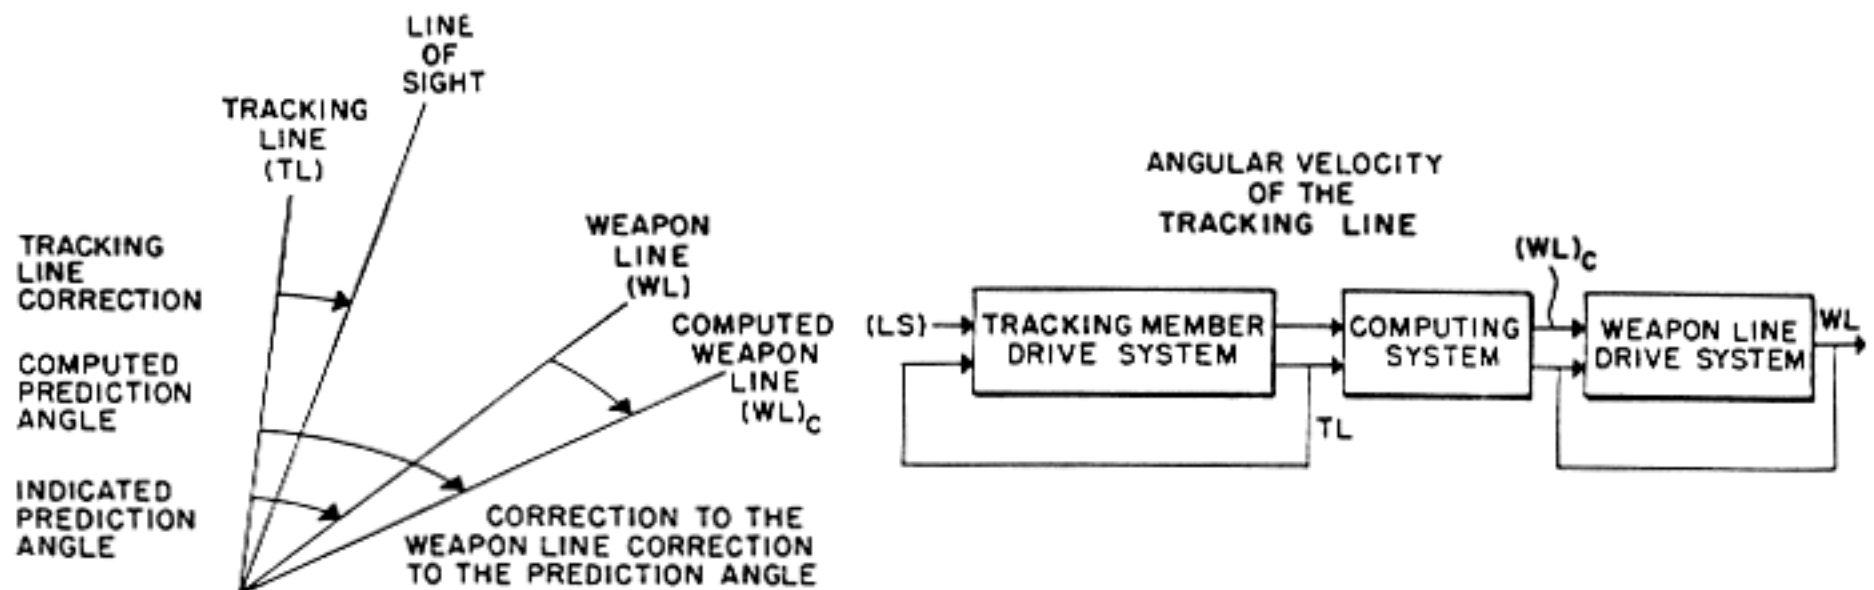 LINE
OF
SIGHT
TRACKING
LINE
(TL)
WEAPON
LINE
(WL)
COMPUTED
WEAPON
LINE
(WL)C
TRACKING
LINE
CORRECTION
COMPUTED
PREDICTION
ANGLE
INDICATED
PREDICTION
ANGLE
CORRECTION TO THE
WEAPON LINE CORRECTION
TO THE PREDICTION ANGLE
ANGULAR VELOCITY
OF THE
TRACKING LINE
(LS)
TRACKING MEMBER
DRIVE SYSTEM
TL
COMPUTING
SYSTEM
(WL)C
WEAPON LINE
DRIVE SYSTEM
WL